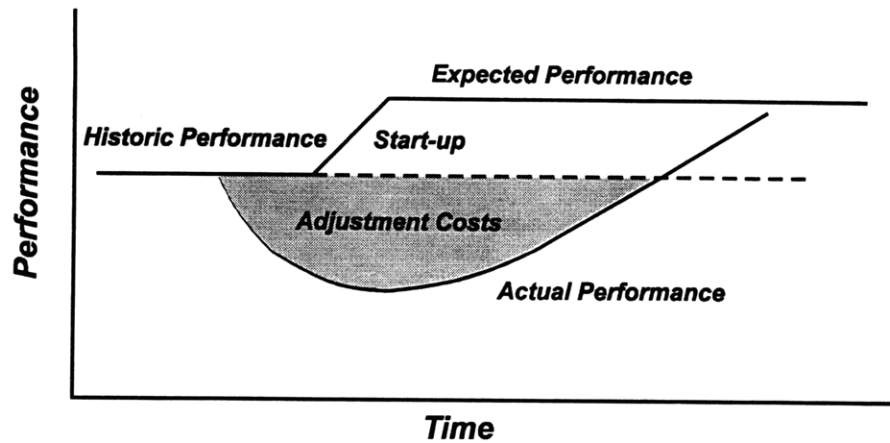 Expected Performance
Historic Performance
Start-up
Adjustment Costs
Actual Performance
Performance
Time